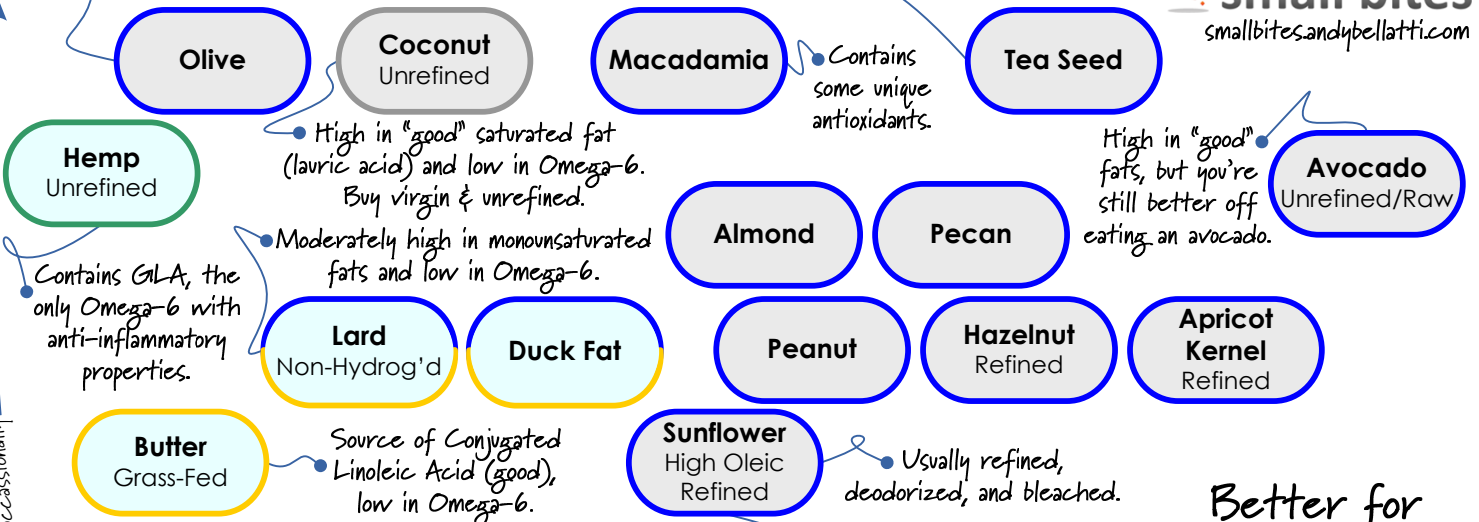 small bites
smallbites.andybellatti.com
Olive
Coconut
Unrefined
Macadamia
Contains
some unique
antioxidants.
Tea Seed
High in "good" saturated fat
(lauric acid) and low in Omega-6.
Buy virgin & unrefined.
Hemp
Unrefined
High in "good"
fats, but you're
still better off
eating an avocado.
Avocado
Unrefined/Raw
Moderately high in monounsaturated
fats and low in Omega-6.
Almond
Pecan
Contains GLA, the
only Omega-6 with
anti-inflammatory
properties.
Lard
Non-Hydrog'd
Duck Fat
Peanut
Hazelnut
Refined
Apricot
Kernel
Refined
Butter
Grass-Fed
Source of Conjugated
Linoleic Acid (good),
low in Omega-6.
Sunflower
High Oleic
Refined
Usually refined,
deodorized, and bleached.
Better for